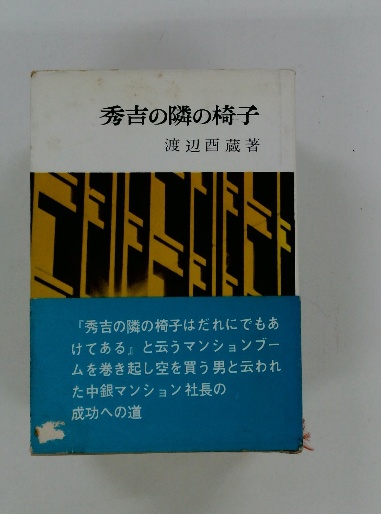 秀吉の隣の椅子
渡辺酉蔵著
『秀吉の隣の椅子はだれにでもあ
けてある』と云うマンションブー
ムを巻き起し空を買う男と云われ
た中銀マンション社長の
成功への道